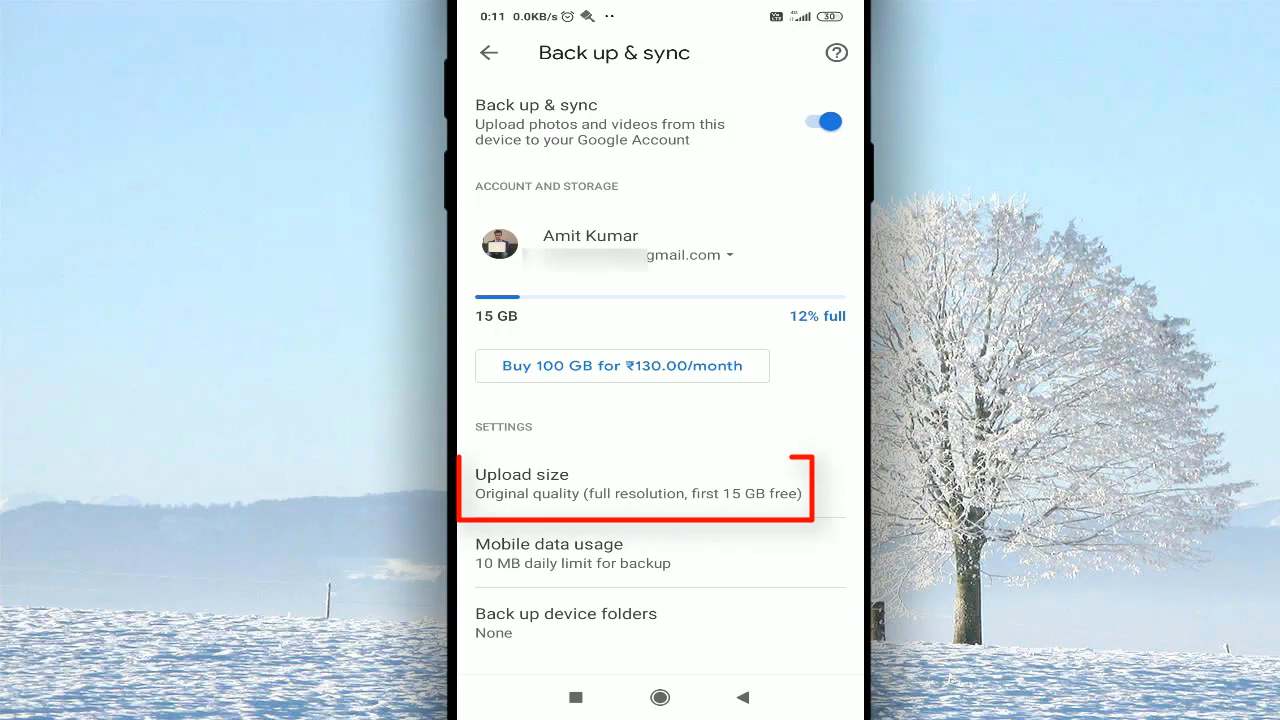 0:11 0.0KB/s
30
Back up & sync
Back up & sync
Upload photos and videos from this
device to your Google Account
ACCOUNT AND STORAGE
Amit Kumar
gmail.com
15 GB
12% full
Buy 100 GB for ₹130.00/month
SETTINGS
Upload size
Original quality (full resolution, first 15 GB free)
Mobile data usage
10 MB daily limit for backup
Back up device folders
None